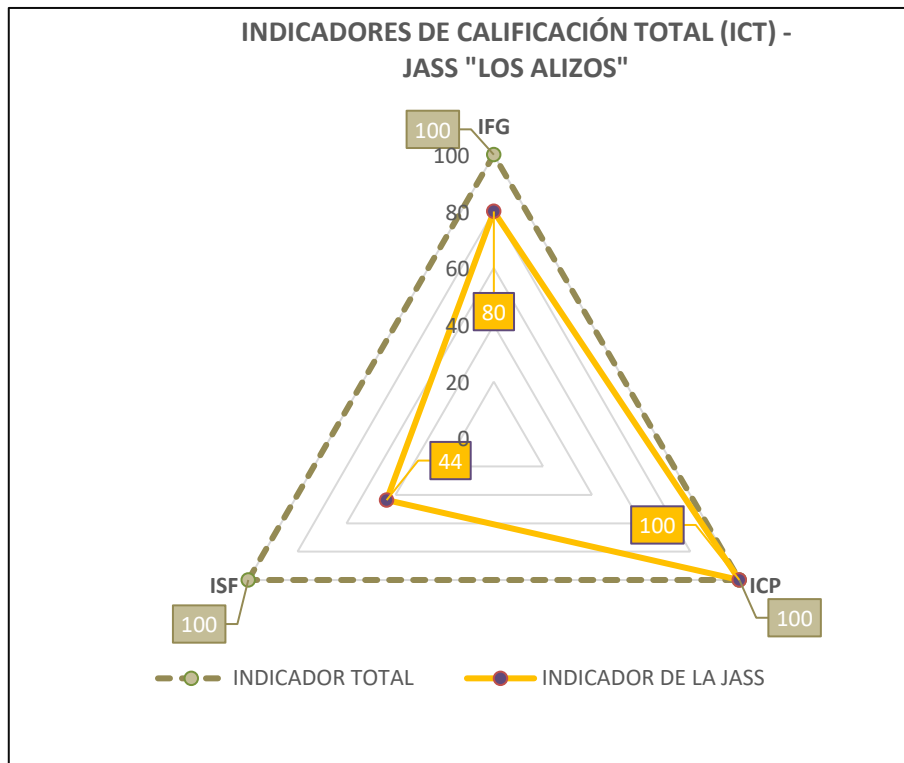 INDICADORES DE CALIFICACIÓN TOTAL (ICT) -
JASS "LOS ALIZOS"
IFG
100
100
80
60
80
40
20
0
44
100
ISF
ICP
100
100
INDICADOR TOTAL
INDICADOR DE LA JASS